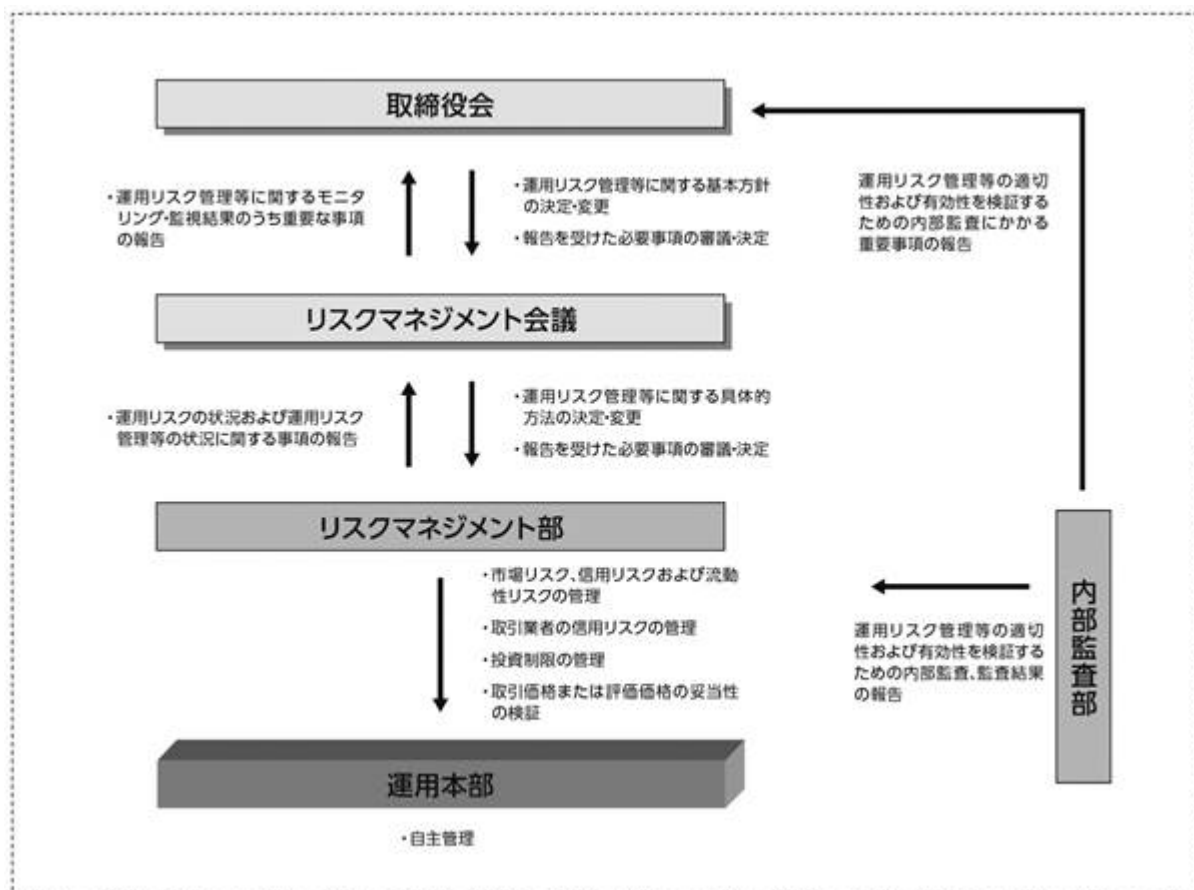 取締役会
・運用リスク管理等に関するモニタ
リング・監視結果のうち重要な事項
の報告
・運用リスク管理等に関する基本方針
の決定・変更
・報告を受けた必要事項の審議・決定
運用リスク管理等の適切
性および有効性を検証する
ための内部監査にかかる
重要事項の報告
リスクマネジメント会議
・運用リスクの状況および運用リスク
管理等の状況に関する事項の報告
・運用リスク管理等に関する具体的
方法の決定・変更
・報告を受けた必要事項の審議・決定
リスクマネジメント部
・市場リスク、信用リスクおよび流動
性リスクの管理
・取引業者の信用リスクの管理
・投資制限の管理
・取引価格または評価価格の妥当性
の検証
運用リスク管理等の適切
性および有効性を検証する
ための内部監査、監査結果
の報告
内部監査部
運用本部
・自主管理